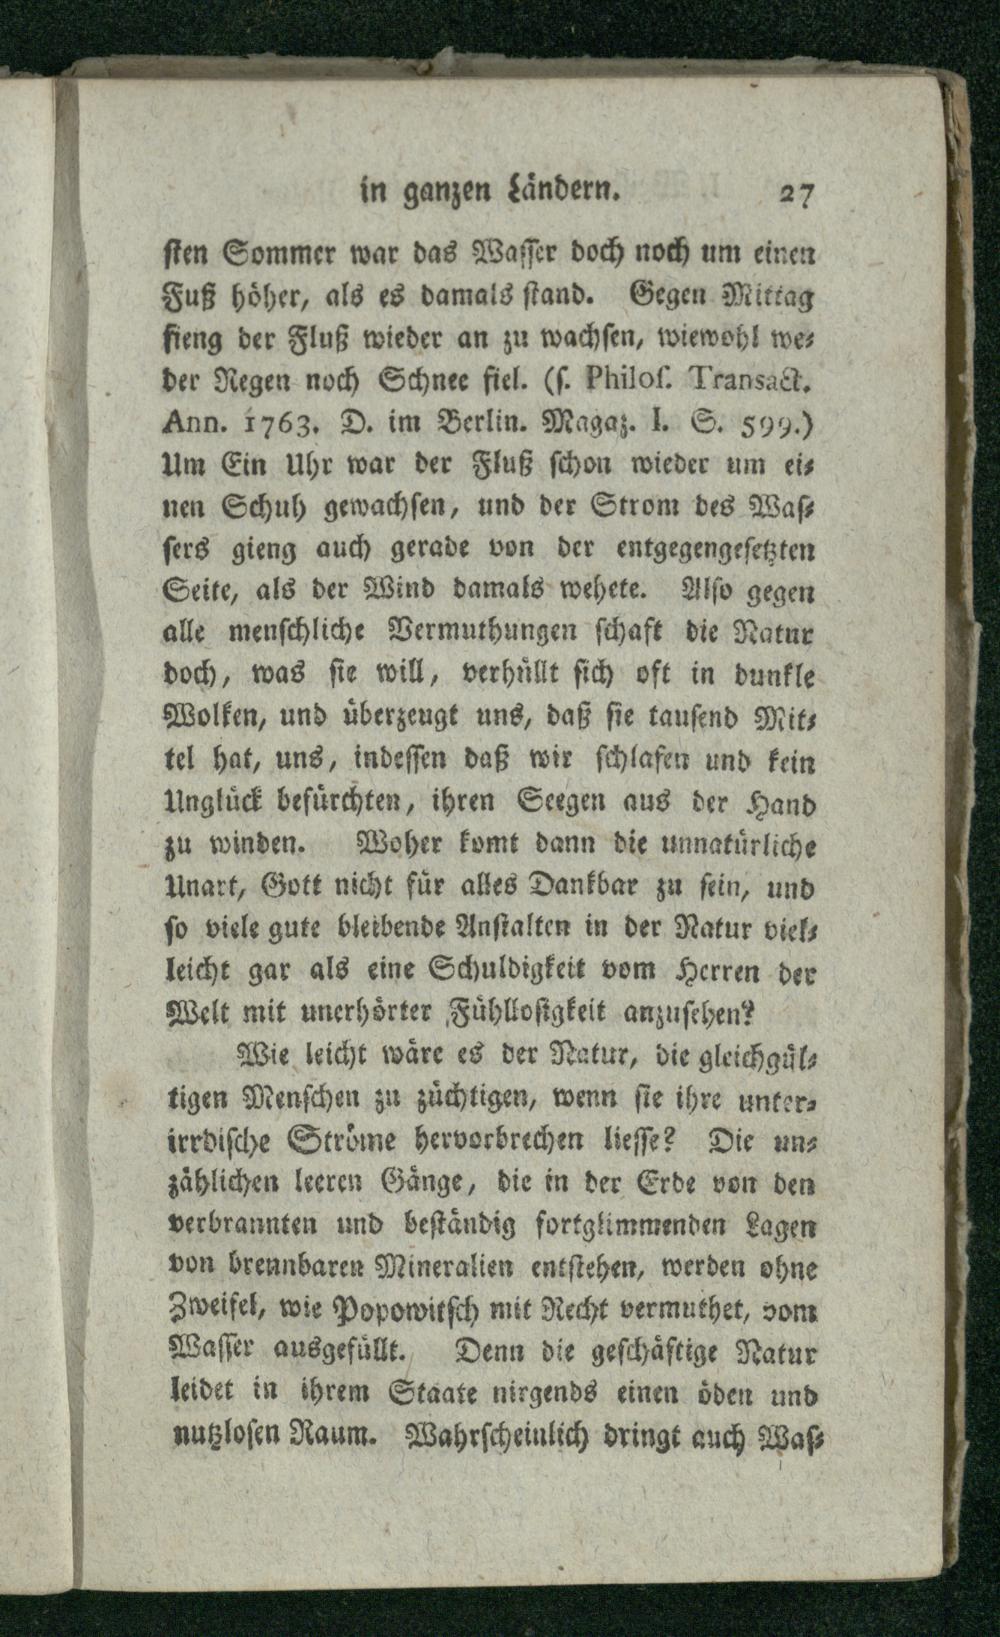 in ganzen Ländern. 27
sten Sommer war das Wasser doch noch um einen
Fuß höher, als es damals stand. Gegen Mittag
fieng der Fluß wieder an zu wachsen, wiewohl we-
der Regen noch Schnee fiel. (s. Philos. Transact.
Ann. 1763. D. im Berlin. Magaz. I. S. 599.)
Um Ein Uhr war der Fluß schon wieder um ei-
nen Schuh gewachsen, und der Strom des Was-
sers gieng auch gerade von der entgegengesetzten
Seite, als der Wind damals wehete. Also gegen
alle menschliche Vermuthungen schaft die Natur
doch, was sie will, verhüllt sich oft in dunkle
Wolken, und überzeugt uns, daß sie tausend Mit-
tel hat, uns, indessen daß wir schlafen und kein
Unglück befürchten, ihren Seegen aus der Hand
zu winden. Woher komt dann die unnatürliche
Unart, Gott nicht für alles Dankbar zu sein, und
so viele gute bleibende Anstalten in der Natur viel-
leicht gar als eine Schuldigkeit vom Herren der
Welt mit unerhörter Fühllosigkeit anzusehen?
Wie leicht wäre es der Natur, die gleichgül-
tigen Menschen zu züchtigen, wenn sie ihre unter-
irrdische Ströme hervorbrechen liesse? Die un-
zählichen leeren Gänge, die in der Erde von den
verbrannten und beständig fortglimmenden Lagen
von brennbaren Mineralien entstehen, werden ohne
Zweifel, wie Popowitsch mit Recht vermuthet, vom
Wasser ausgefüllt. Denn die geschäftige Natur
leidet in ihrem Staate nirgends einen öden und
nutzlosen Raum. Wahrscheinlich dringt auch Was-